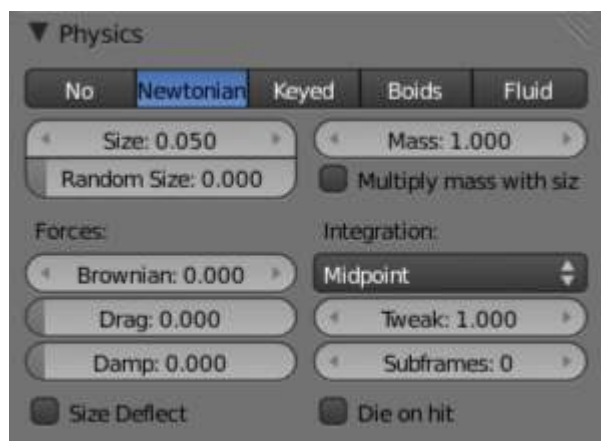 Physics
No Newtonian Keyed Boids Fluid
Size: 0.050 Mass: 1.000
Random Size: 0.000 Multiply mass with siz
Forces: Integration:
Brownian: 0.000 Midpoint
Drag: 0.000 Tweak: 1.000
Damp: 0.000 Subframes: 0
Size Deflect Die on hit